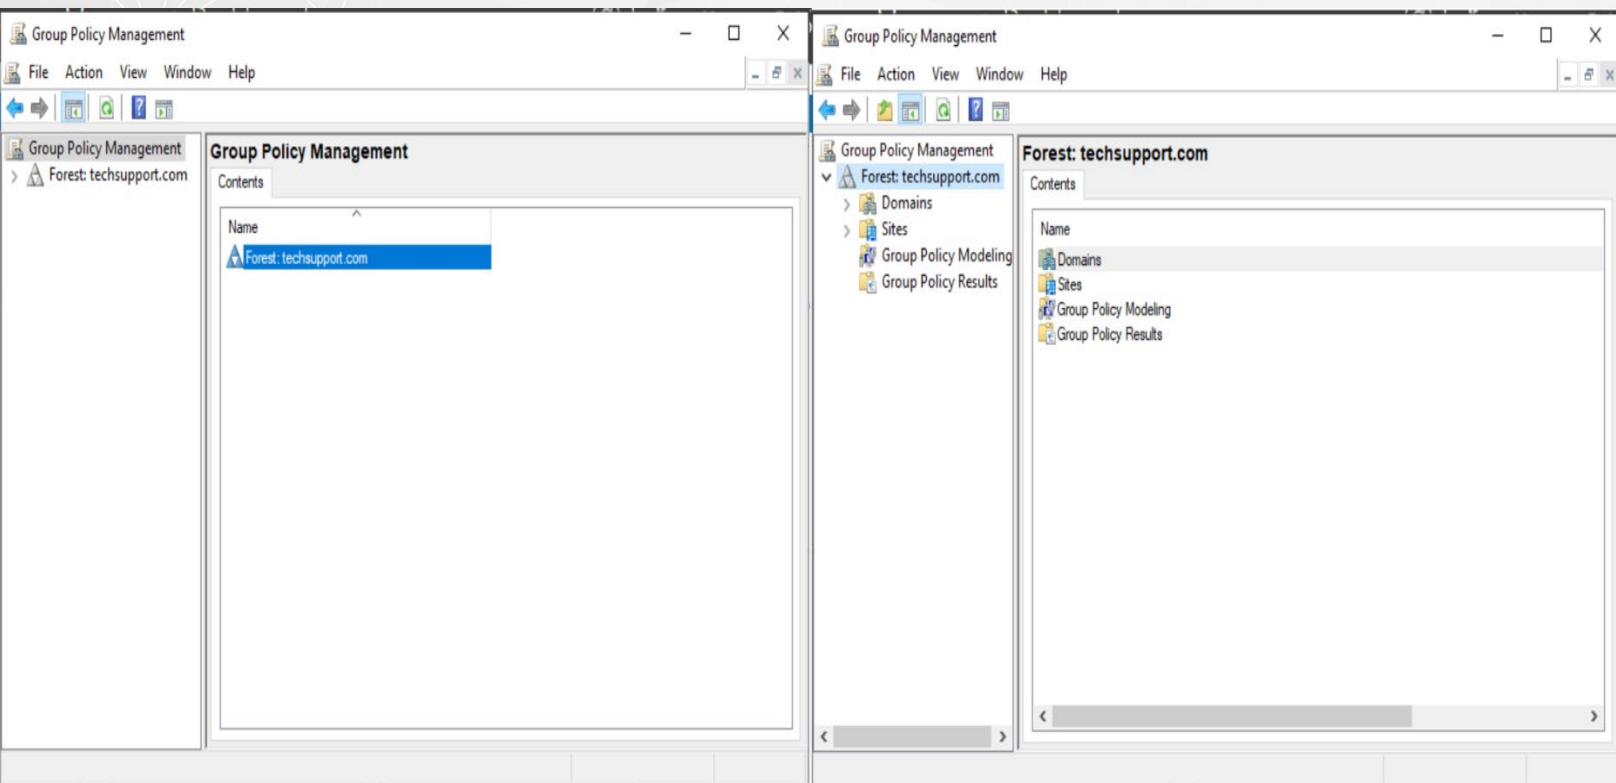 Group Policy Management
File Action View Window Help
Group Policy Management
Forest: techsupport.com
Group Policy Management
Contents
Name
Forest: techsupport.com
Group Policy Management
File Action View Window Help
Group Policy Management
Forest: techsupport.com
Domains
Sites
Group Policy Modeling
Group Policy Results
Forest: techsupport.com
Contents
Name
Domains
Sites
Group Policy Modeling
Group Policy Results